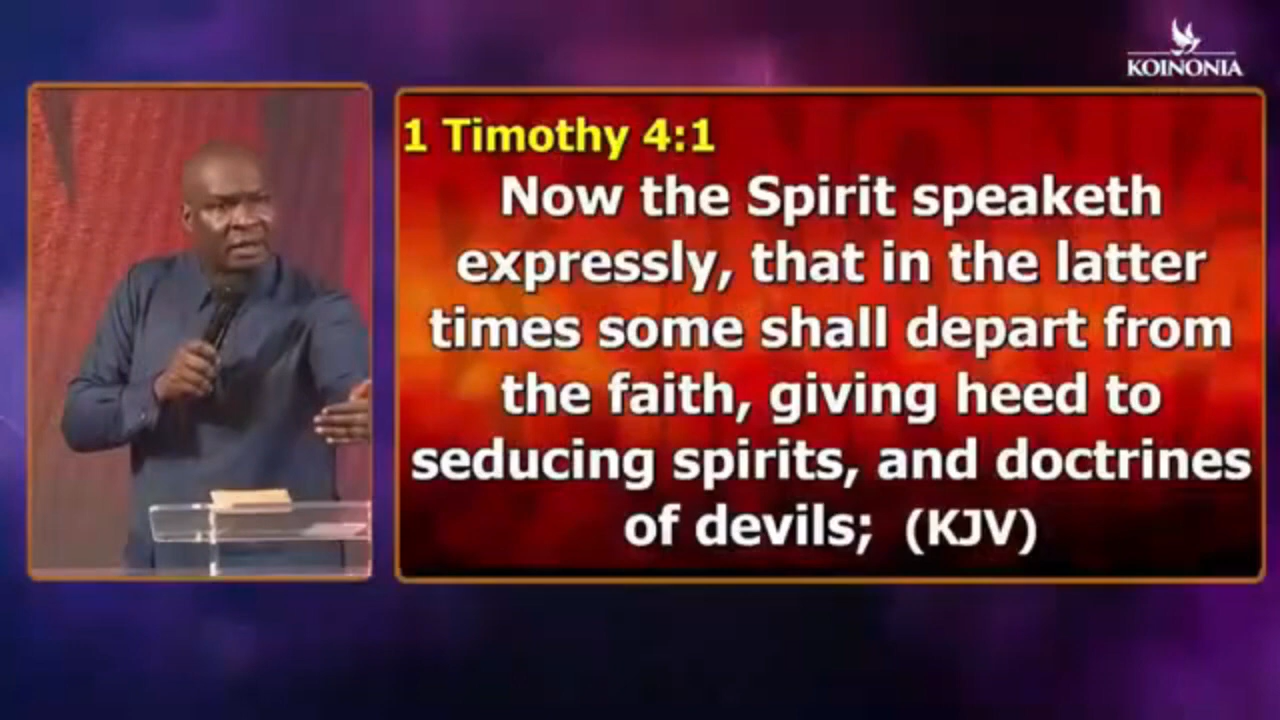 KOINONIA
1 Timothy 4:1
Now the Spirit speaketh
expressly, that in the latter
times some shall depart from
the faith, giving heed to
seducing spirits, and doctrines
of devils; (KJV)